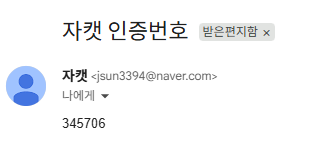 자캣 인증번호 받은편지함 ×
자캣 <jsun3394@naver.com>
나에게
345706